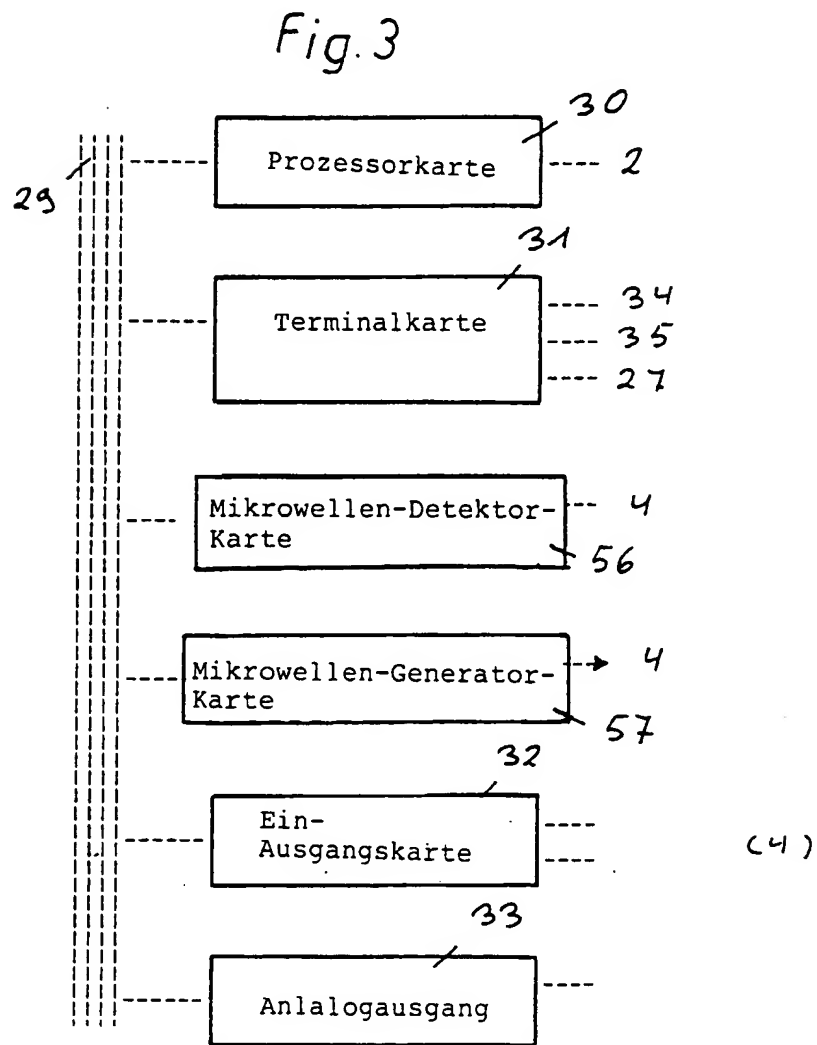 Fig. 3
30
Prozessorkarte
2
29
31
Terminalkarte
34
35
27
Mikrowellen-Detektor-
Karte
4
56
Mikrowellen-Generator-
Karte
4
57
32
Ein-
Ausgangskarte
(4)
33
Anlalogausgang